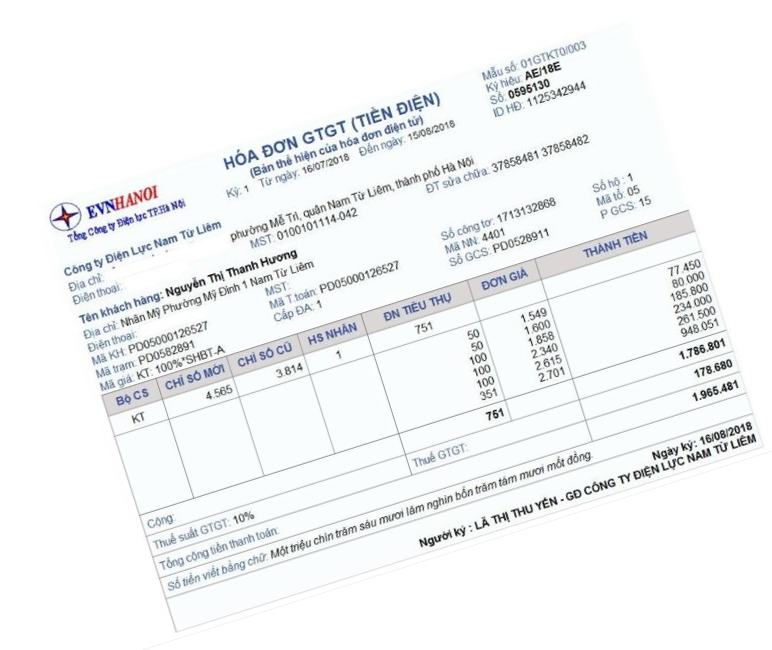 Mẫu số: 01GTKT0/003
Ký hiệu: AE/18E
Số: 0595130
ID HĐ: 1125342944
HÓA ĐƠN GTGT (TIỀN ĐIỆN)
(Bản thể hiện của hóa đơn điện tử)
Kỳ: 1 Từ ngày: 16/07/2018 Đến ngày: 15/08/2018
EVNHANOI
Tổng Công ty Điện lực TP.Hà Nội
Công ty Điện Lực Nam Từ Liêm
Địa chỉ: phường Mễ Trì, quận Nam Từ Liêm, thành phố Hà Nội
Điện thoại: MST: 0100101114-042 ĐT sửa chữa: 37858481 37858482
Tên khách hàng: Nguyễn Thị Thanh Hương
Địa chỉ: Nhân Mỹ Phường Mỹ Đình 1 Nam Từ Liêm
Điện thoại: MST: Số công tơ: 1713132868 Số hộ : 1
Mã KH: PD05000126527 Mã T.toán: PD05000126527 Mã NN: 4401 Mã tổ: 05
Mã trạm: PD0582891 Cấp ĐA: 1 Số GCS: PD0528911 P GCS: 15
Mã giá: KT: 100%*SHBT-A
BỘ CS CHỈ SỐ MỚI CHỈ SỐ CŨ HS NHÂN ĐN TIÊU THỤ ĐƠN GIÁ THÀNH TIỀN
KT 4.565 3.814 1 751
50 1.549 77.450
50 1.600 80.000
100 1.858 185.800
100 2.340 234.000
100 2.615 261.500
351 2.701 948.051
Cộng: 751 1.786.801
Thuế suất GTGT: 10% Thuế GTGT: 178.680
Tổng cộng tiền thanh toán: 1.965.481
Số tiền viết bằng chữ: Một triệu chín trăm sáu mươi lăm nghìn bốn trăm tám mươi mốt đồng.
Ngày ký: 16/08/2018
Người ký : LÃ THỊ THU YẾN - GĐ CÔNG TY ĐIỆN LỰC NAM TỪ LIÊM